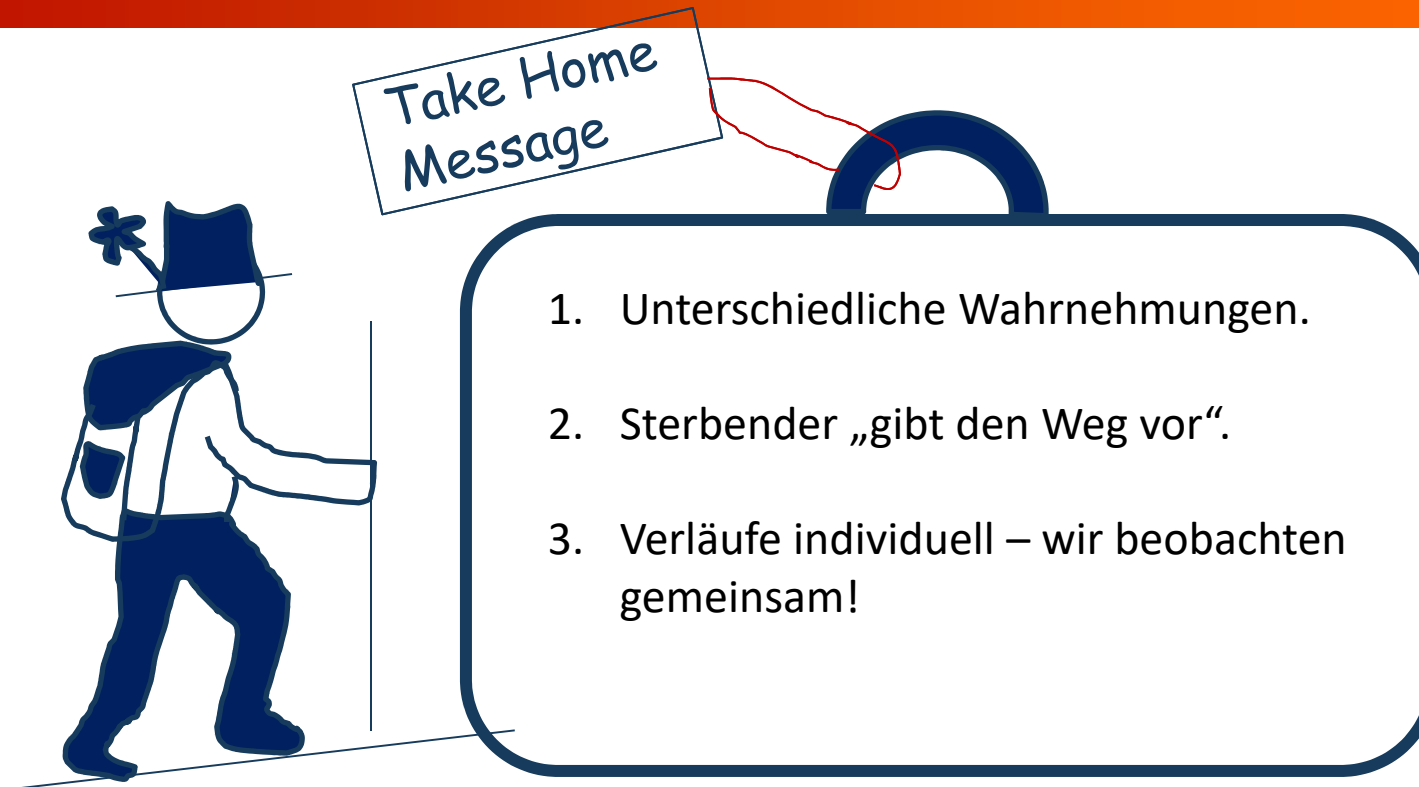 Take Home
Message
1. Unterschiedliche Wahrnehmungen.
2. Sterbender „gibt den Weg vor“.
3. Verläufe individuell – wir beobachten
gemeinsam!